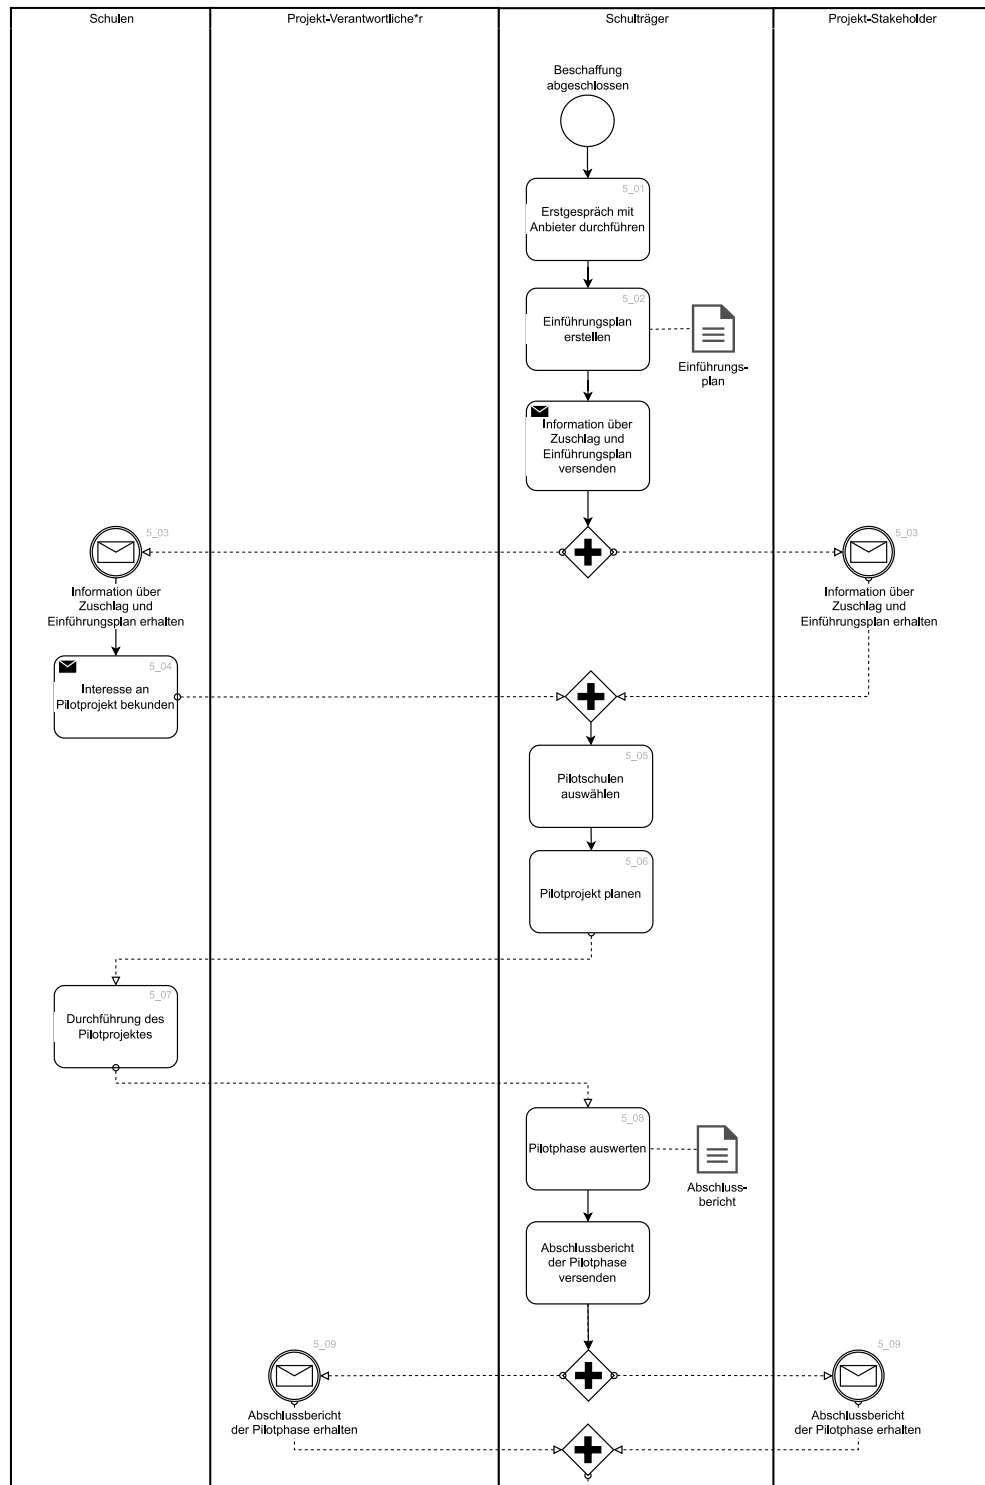 Schulen
Projekt-Verantwortliche*r
Schulträger
Projekt-Stakeholder
Beschaffung
abgeschlossen
5_01
Erstgespräch mit
Anbieter durchführen
5_02
Einführungsplan
erstellen
Einführungs-
plan
Information über
Zuschlag und
Einführungsplan
versenden
5_03
Information über
Zuschlag und
Einführungsplan erhalten
5_03
Information über
Zuschlag und
Einführungsplan erhalten
5_04
Interesse an
Pilotprojekt bekunden
5_05
Pilotschulen
auswählen
5_06
Pilotprojekt planen
5_07
Durchführung des
Pilotprojektes
5_08
Pilotphase auswerten
Abschluss-
bericht
Abschlussbericht
der Pilotphase
versenden
5_09
Abschlussbericht
der Pilotphase erhalten
5_09
Abschlussbericht
der Pilotphase erhalten